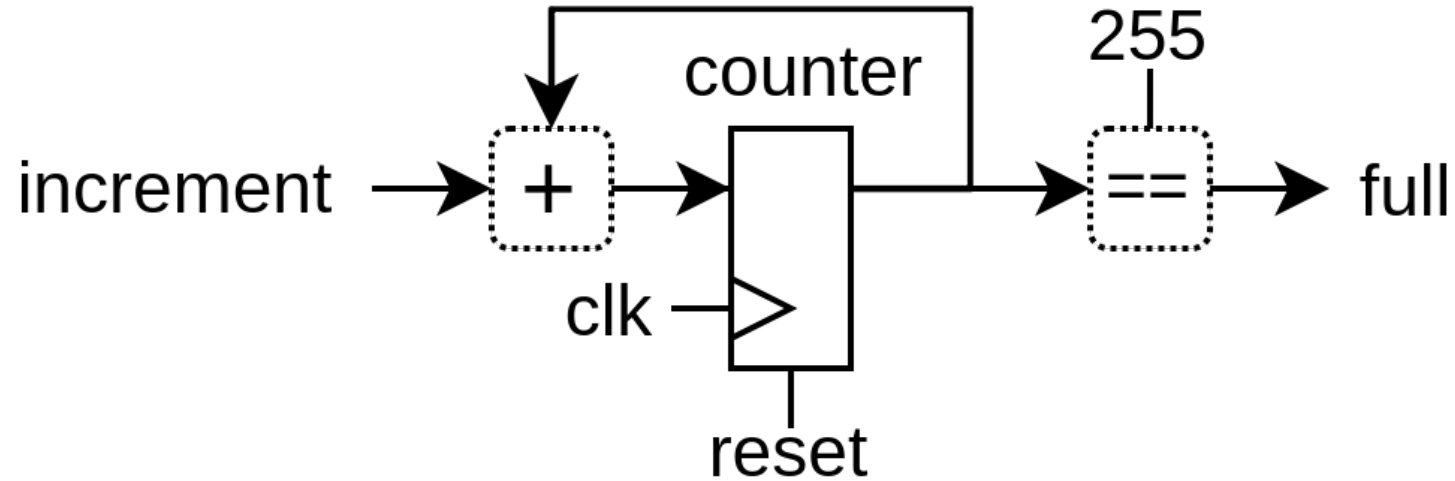 255
counter
increment
+
==
full
clk
reset